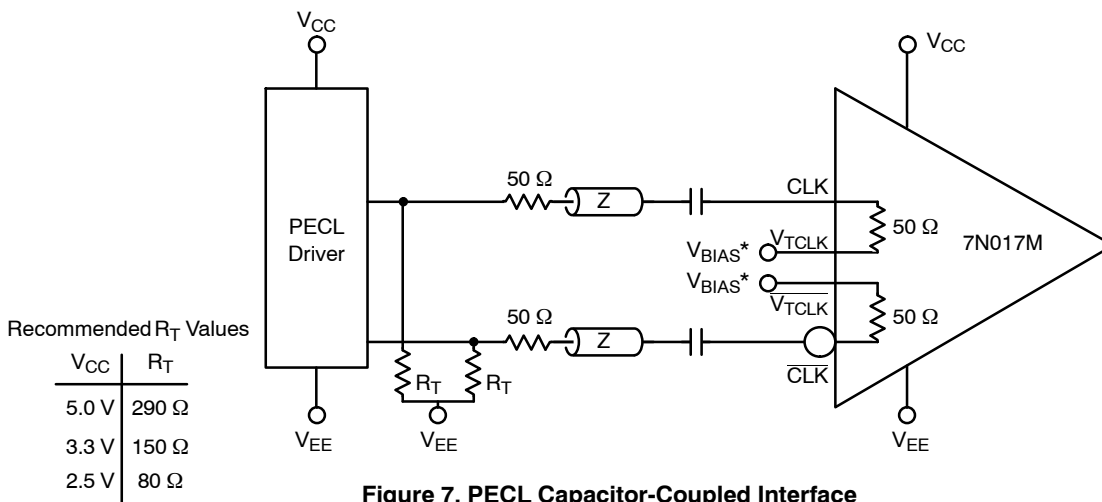 VCC
VCC
50 Ω
Z
CLK
PECL
Driver
50 Ω
7N017M
VBIAS*
VTCLK
VBIAS*
VTCLK
50 Ω
50 Ω
Z
CLK
RT
RT
VEE
VEE
VEE
Recommended RT Values
VCC RT
5.0 V 290 Ω
3.3 V 150 Ω
2.5 V 80 Ω
Figure 7. PECL Capacitor-Coupled Interface